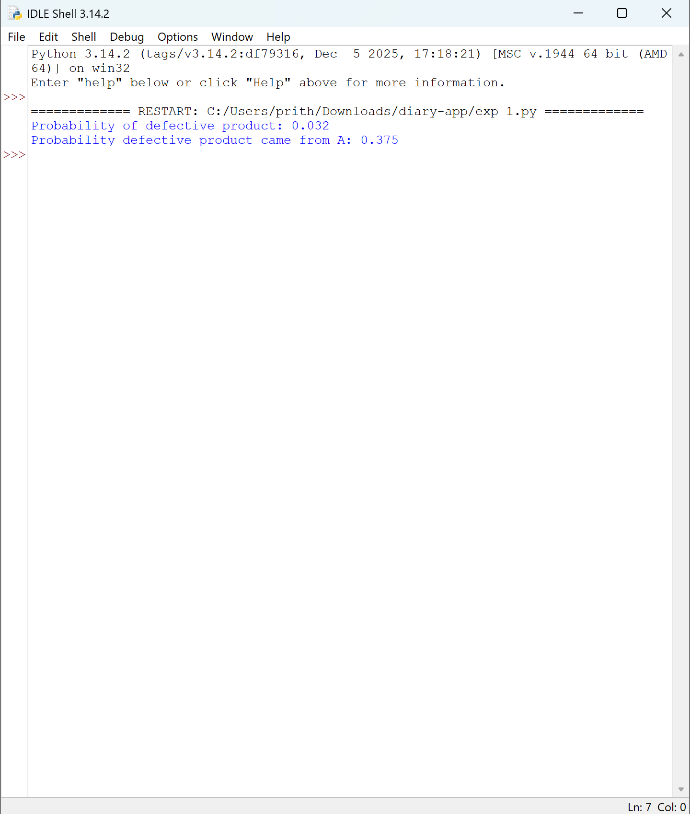 IDLE Shell 3.14.2
File Edit Shell Debug Options Window Help
Python 3.14.2 (tags/v3.14.2:df79316, Dec  5 2025, 17:18:21) [MSC v.1944 64 bit (AMD
64)] on win32
Enter "help" below or click "Help" above for more information.
>>>
============= RESTART: C:/Users/prith/Downloads/diary-app/exp 1.py =============
Probability of defective product: 0.032
Probability defective product came from A: 0.375
>>>
Ln: 7 Col: 0